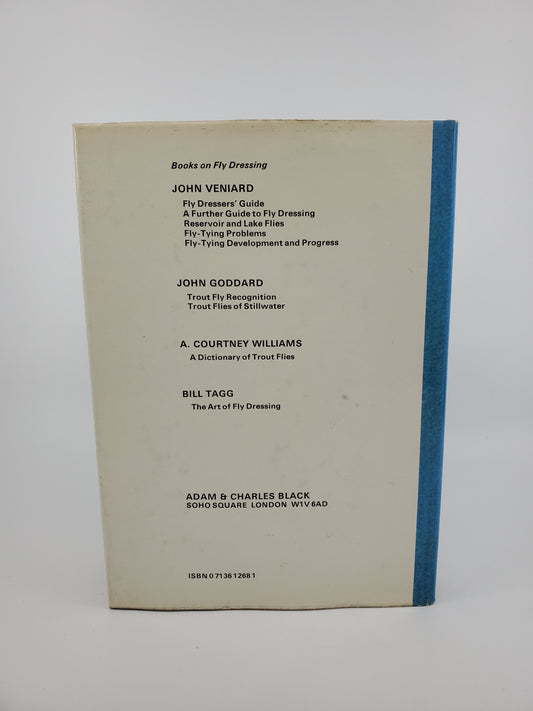 Books on Fly Dressing
JOHN VENIARD
Fly Dressers' Guide
A Further Guide to Fly Dressing
Reservoir and Lake Flies
Fly-Tying Problems
Fly-Tying Development and Progress
JOHN GODDARD
Trout Fly Recognition
Trout Flies of Stillwater
A. COURTNEY WILLIAMS
A Dictionary of Trout Flies
BILL TAGG
The Art of Fly Dressing
ADAM & CHARLES BLACK
SOHO SQUARE LONDON W1V 6AD
ISBN 0 7136 1268 1